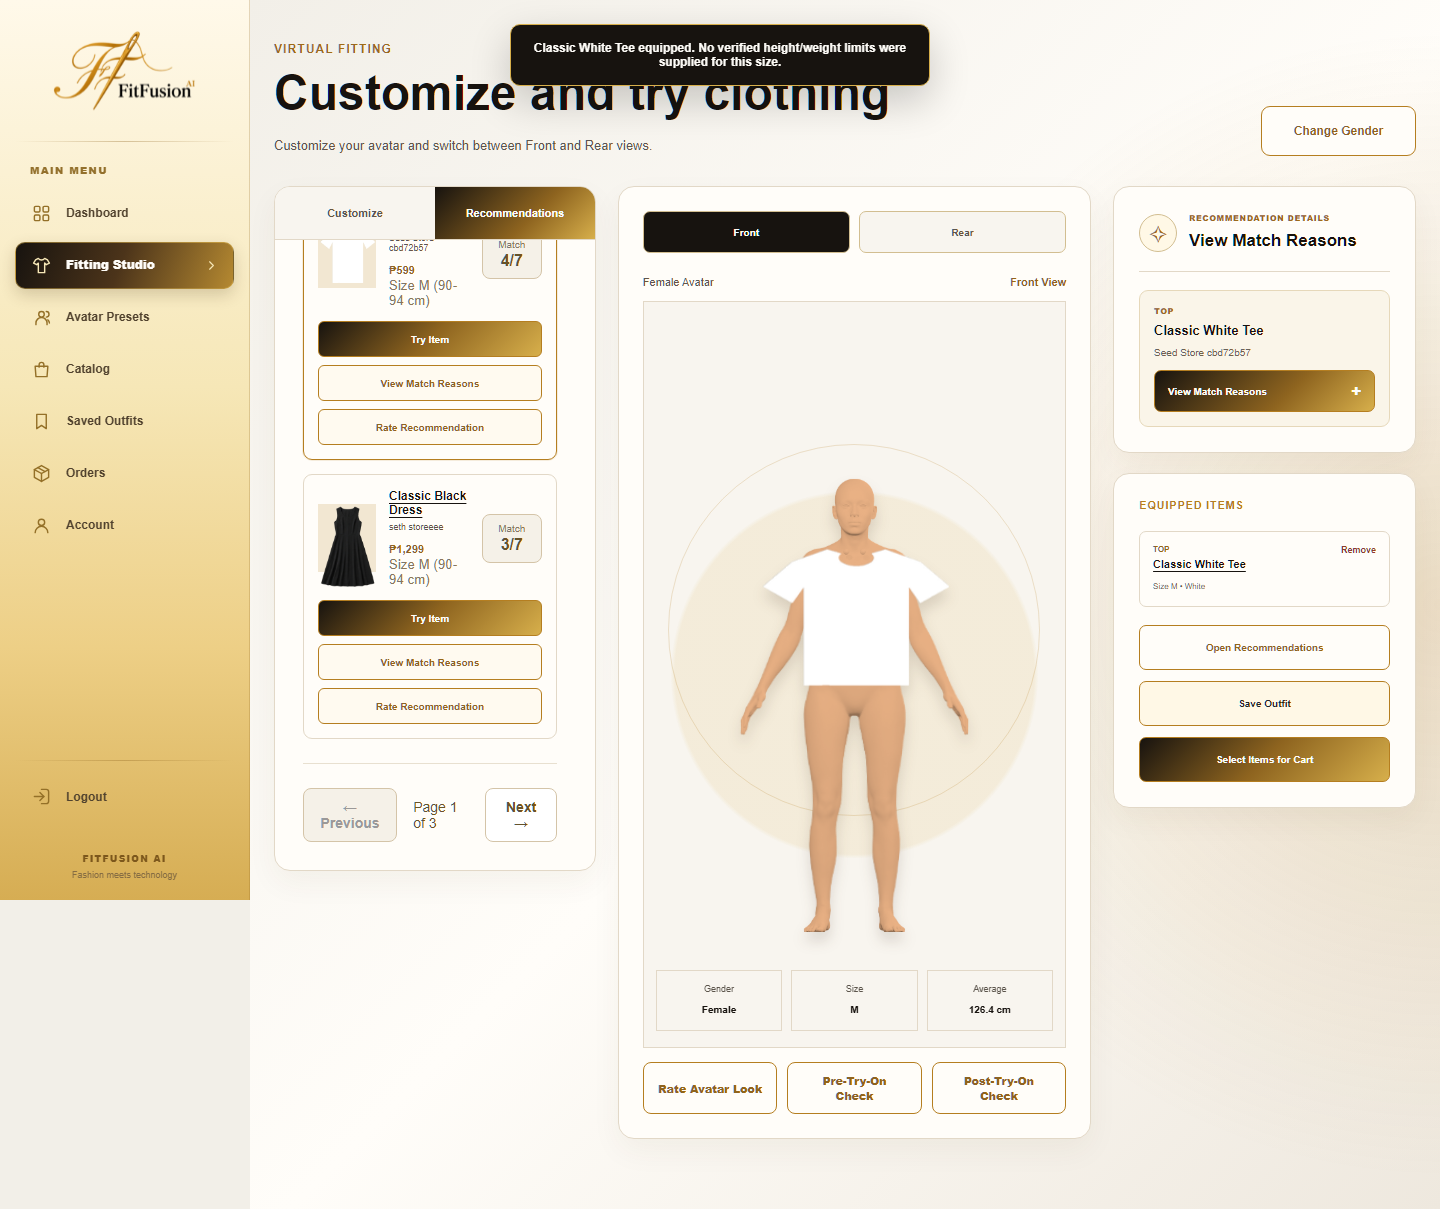 FitFusion AI
MAIN MENU
Dashboard
Fitting Studio
Avatar Presets
Catalog
Saved Outfits
Orders
Account
Logout
FITFUSION AI
Fashion meets technology
VIRTUAL FITTING
Customize and try clothing
Customize your avatar and switch between Front and Rear views.
Classic White Tee equipped. No verified height/weight limits were
supplied for this size.
Change Gender
Customize
Recommendations
cbd72b57
₱599
Size M (90-
94 cm)
Match
4/7
Try Item
View Match Reasons
Rate Recommendation
Classic Black
Dress
seth storeeee
₱1,299
Size M (90-
94 cm)
Match
3/7
Try Item
View Match Reasons
Rate Recommendation
←
Previous
Page 1
of 3
Next
→
Front
Rear
Female Avatar
Front View
Gender
Female
Size
M
Average
126.4 cm
Rate Avatar Look
Pre-Try-On
Check
Post-Try-On
Check
RECOMMENDATION DETAILS
View Match Reasons
TOP
Classic White Tee
Seed Store cbd72b57
View Match Reasons +
EQUIPPED ITEMS
TOP
Remove
Classic White Tee
Size M • White
Open Recommendations
Save Outfit
Select Items for Cart